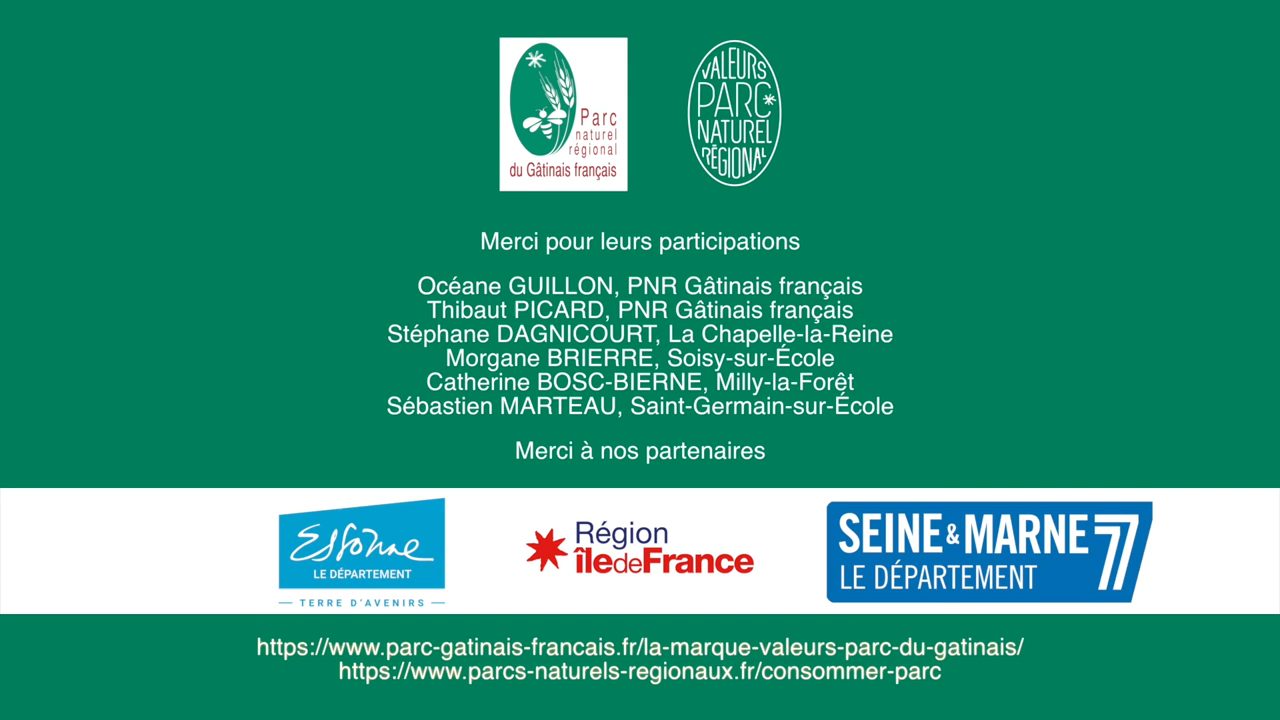 Parc
naturel
régional
du Gâtinais français
VALEURS
PARC
NATUREL
RÉGIONAL
Merci pour leurs participations
Océane GUILLON, PNR Gâtinais français
Thibaut PICARD, PNR Gâtinais français
Stéphane DAGNICOURT, La Chapelle-la-Reine
Morgane BRIERRE, Soisy-sur-École
Catherine BOSC-BIERNE, Milly-la-Forêt
Sébastien MARTEAU, Saint-Germain-sur-École
Merci à nos partenaires
Essonne
LE DÉPARTEMENT
TERRE D'AVENIRS
Région
îledeFrance
SEINE & MARNE 77
LE DÉPARTEMENT
https://www.parc-gatinais-francais.fr/la-marque-valeurs-parc-du-gatinais/
https://www.parcs-naturels-regionaux.fr/consommer-parc